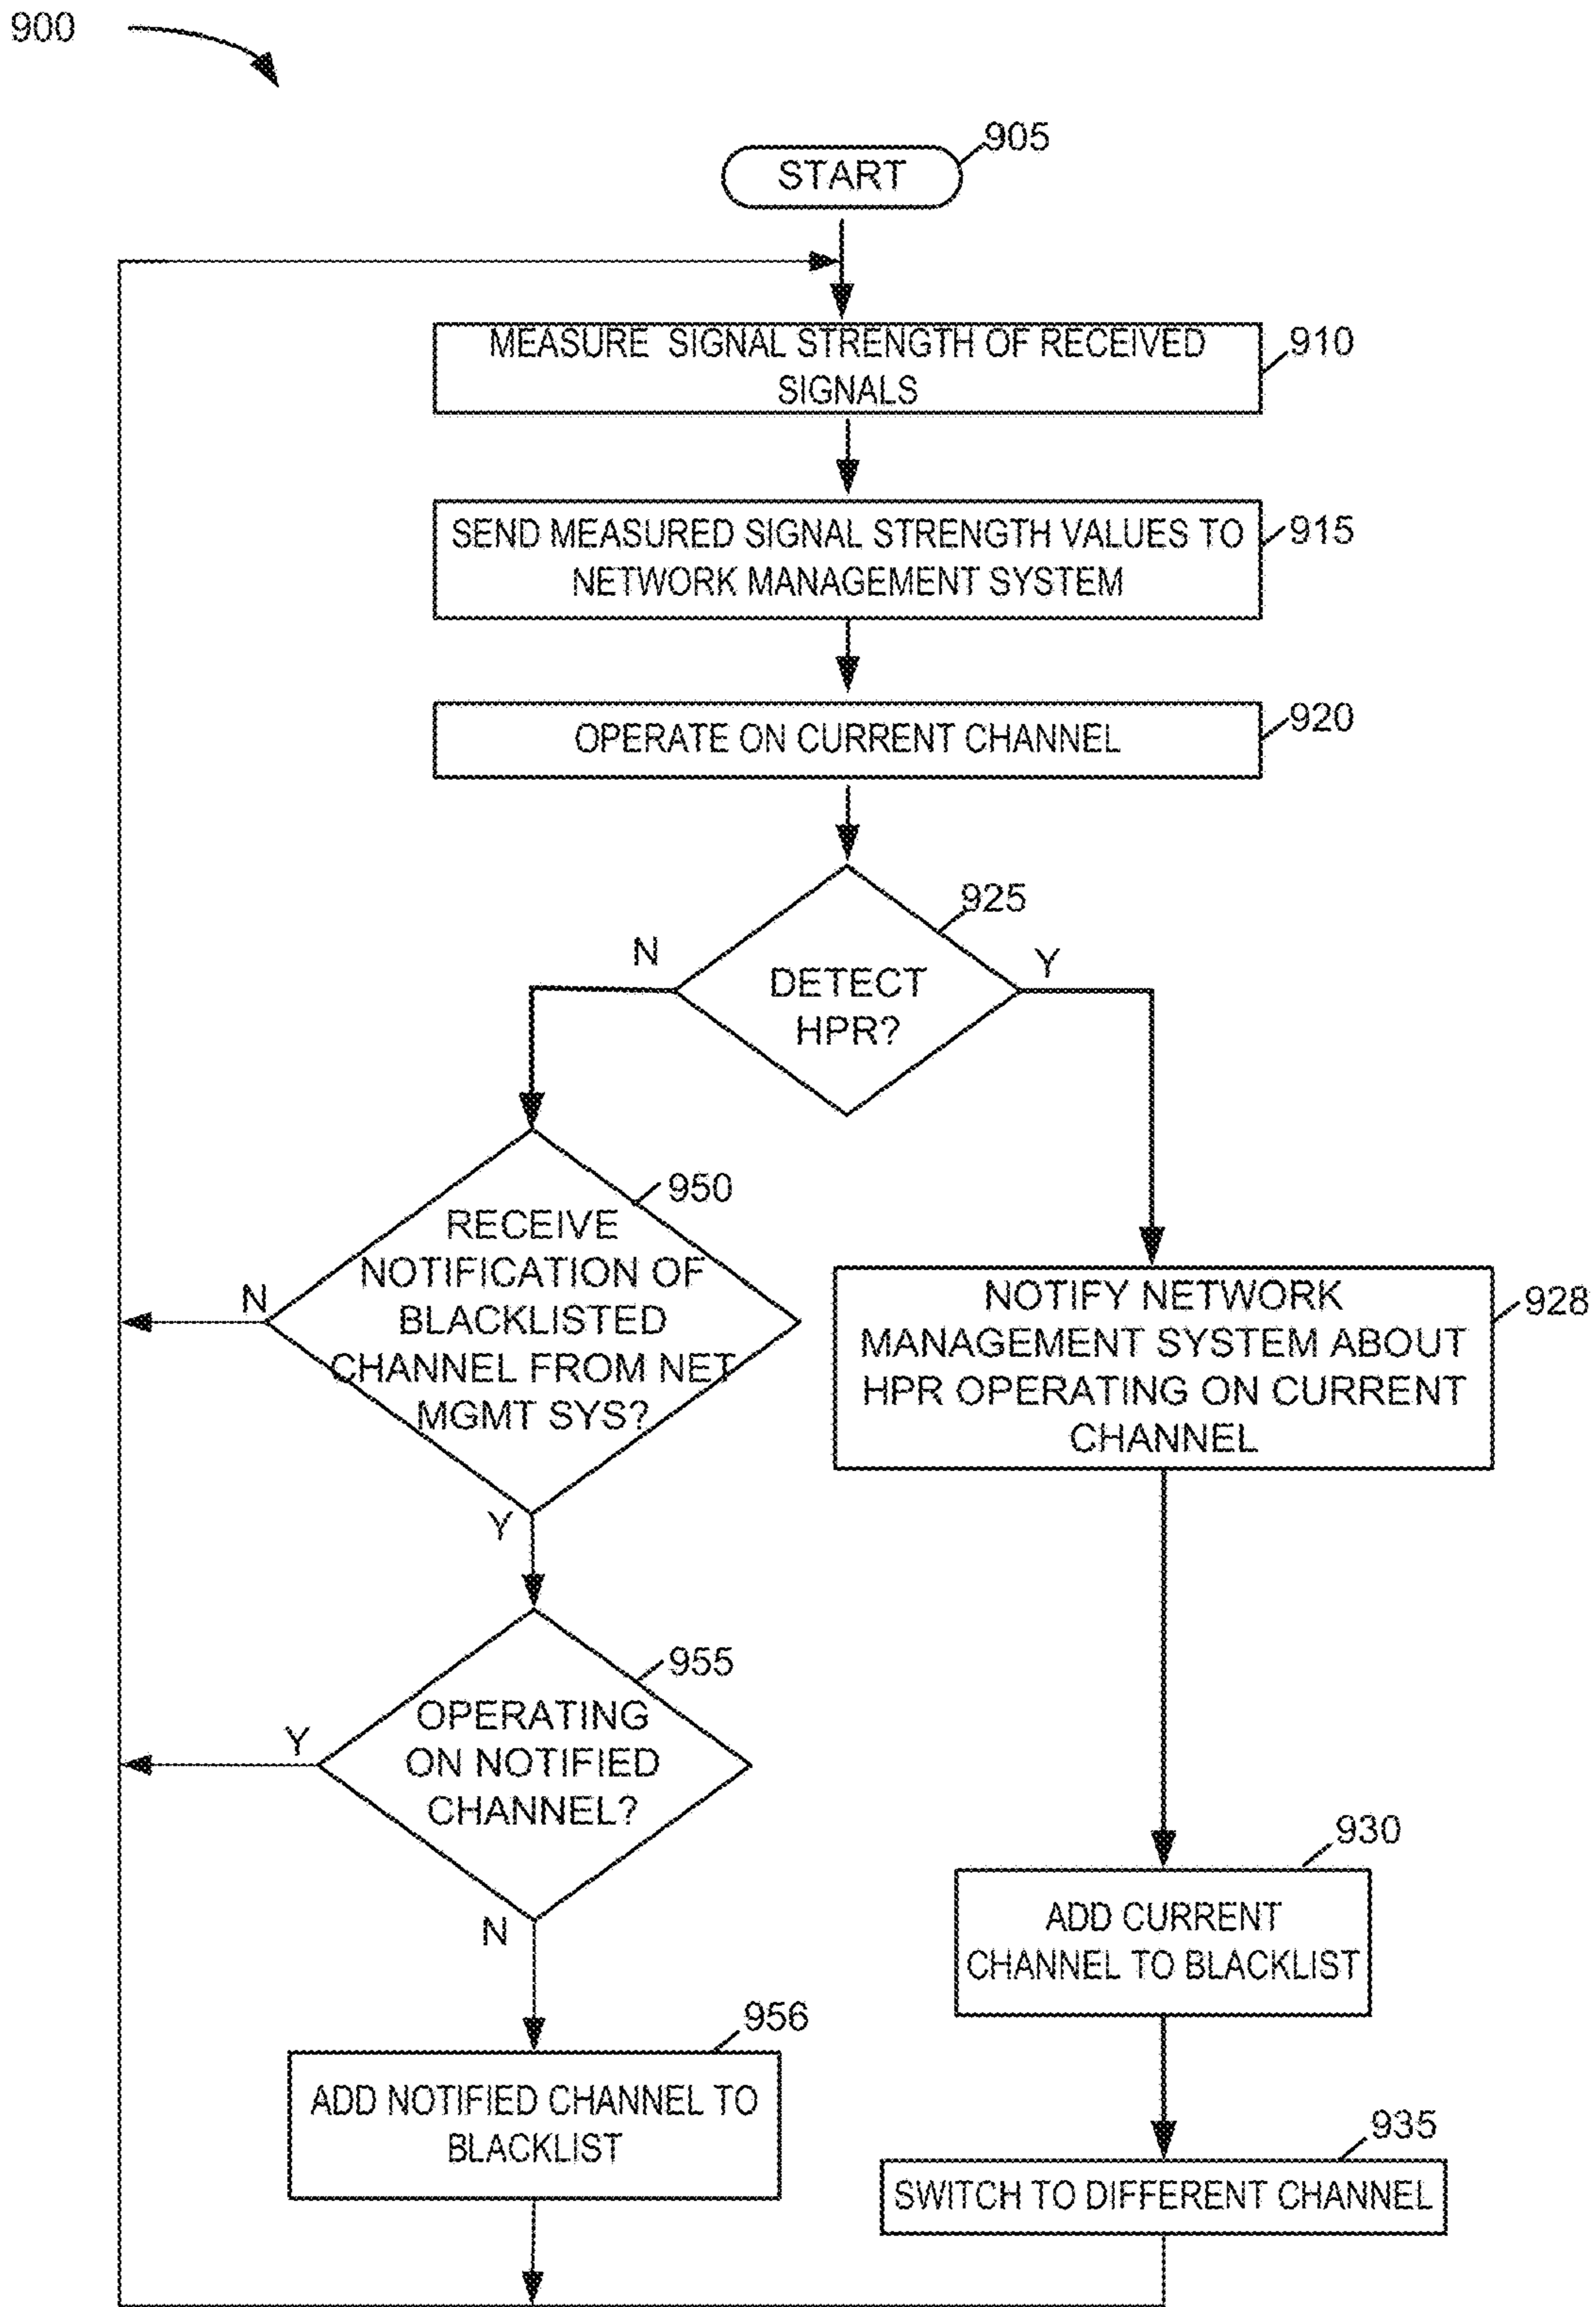 900
905
START
MEASURE SIGNAL STRENGTH OF RECEIVED
SIGNALS
910
SEND MEASURED SIGNAL STRENGTH VALUES TO
NETWORK MANAGEMENT SYSTEM
915
OPERATE ON CURRENT CHANNEL
920
925
N
Y
DETECT
HPR?
950
RECEIVE
NOTIFICATION OF
BLACKLISTED
CHANNEL FROM NET
MGMT SYS?
N
Y
NOTIFY NETWORK
MANAGEMENT SYSTEM ABOUT
HPR OPERATING ON CURRENT
CHANNEL
928
955
OPERATING
ON NOTIFIED
CHANNEL?
Y
N
930
ADD CURRENT
CHANNEL TO BLACKLIST
956
ADD NOTIFIED CHANNEL TO
BLACKLIST
935
SWITCH TO DIFFERENT CHANNEL